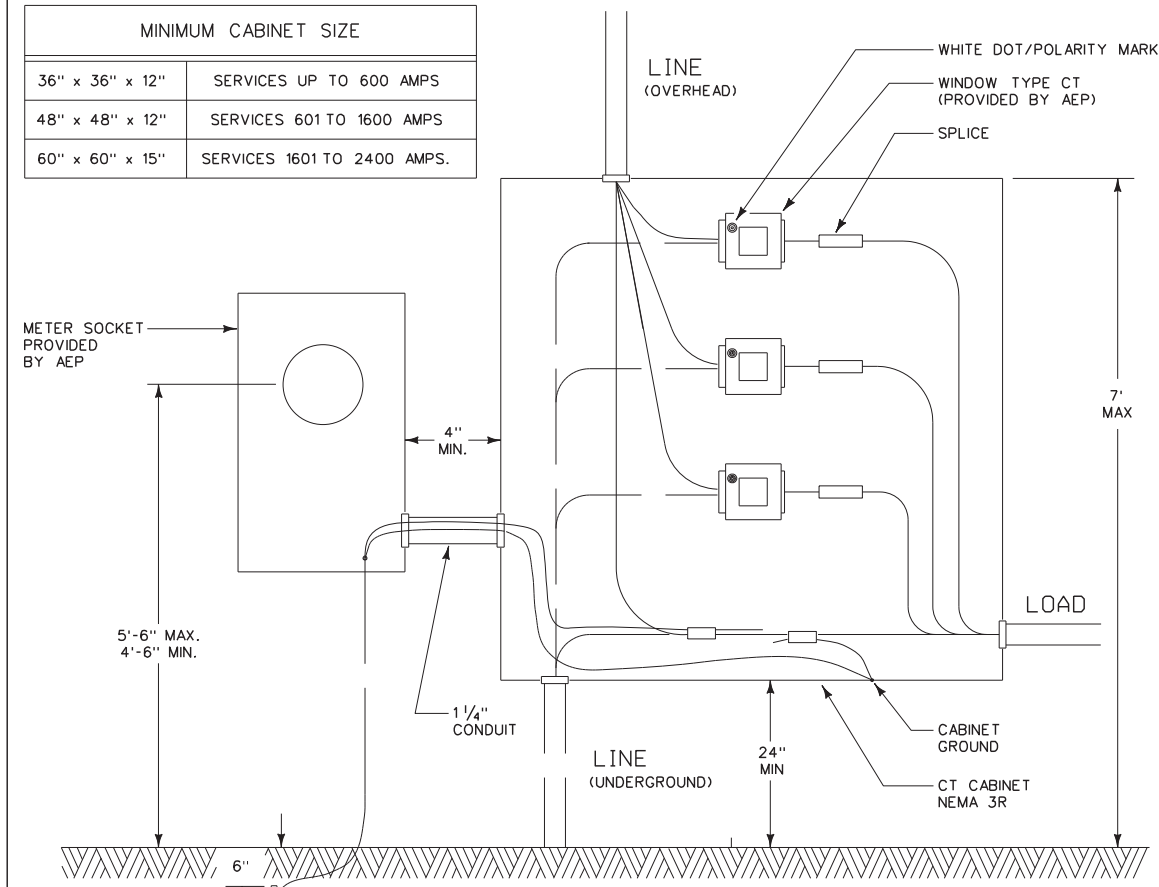 MINIMUM CABINET SIZE
36" x 36" x 12" SERVICES UP TO 600 AMPS
48" x 48" x 12" SERVICES 601 TO 1600 AMPS
60" x 60" x 15" SERVICES 1601 TO 2400 AMPS.
LINE
(OVERHEAD)
WHITE DOT/POLARITY MARK
WINDOW TYPE CT
(PROVIDED BY AEP)
SPLICE
METER SOCKET
PROVIDED
BY AEP
4"
MIN.
7'
MAX
5'-6" MAX.
4'-6" MIN.
LOAD
1 1/4"
CONDUIT
LINE
(UNDERGROUND)
24"
MIN
CABINET
GROUND
CT CABINET
NEMA 3R
6"